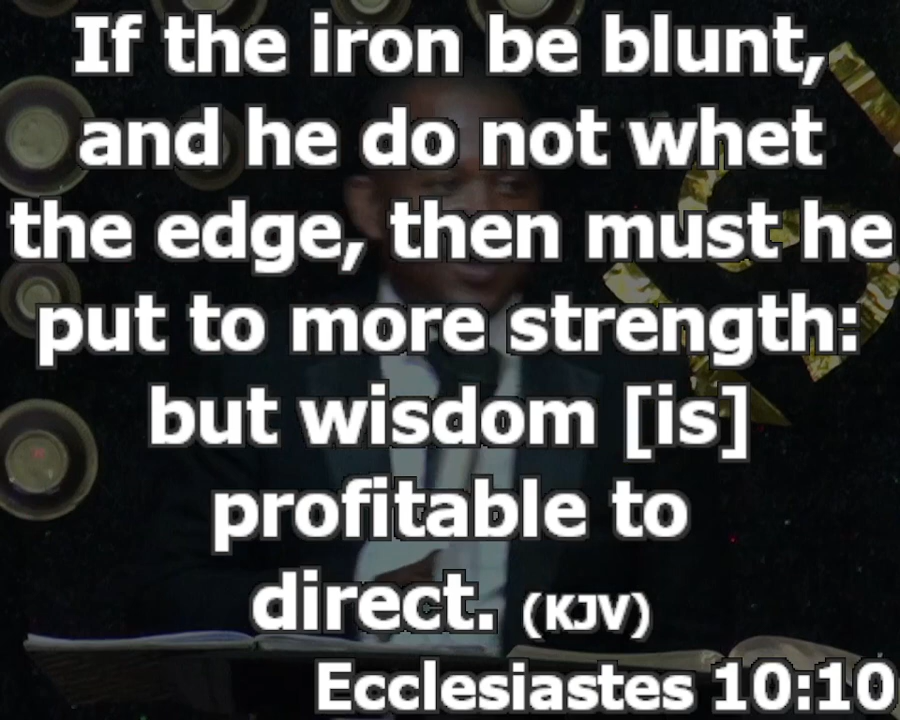 If the iron be blunt,
and he do not whet
the edge, then must he
put to more strength:
but wisdom [is]
profitable to
direct. (KJV)
Ecclesiastes 10:10